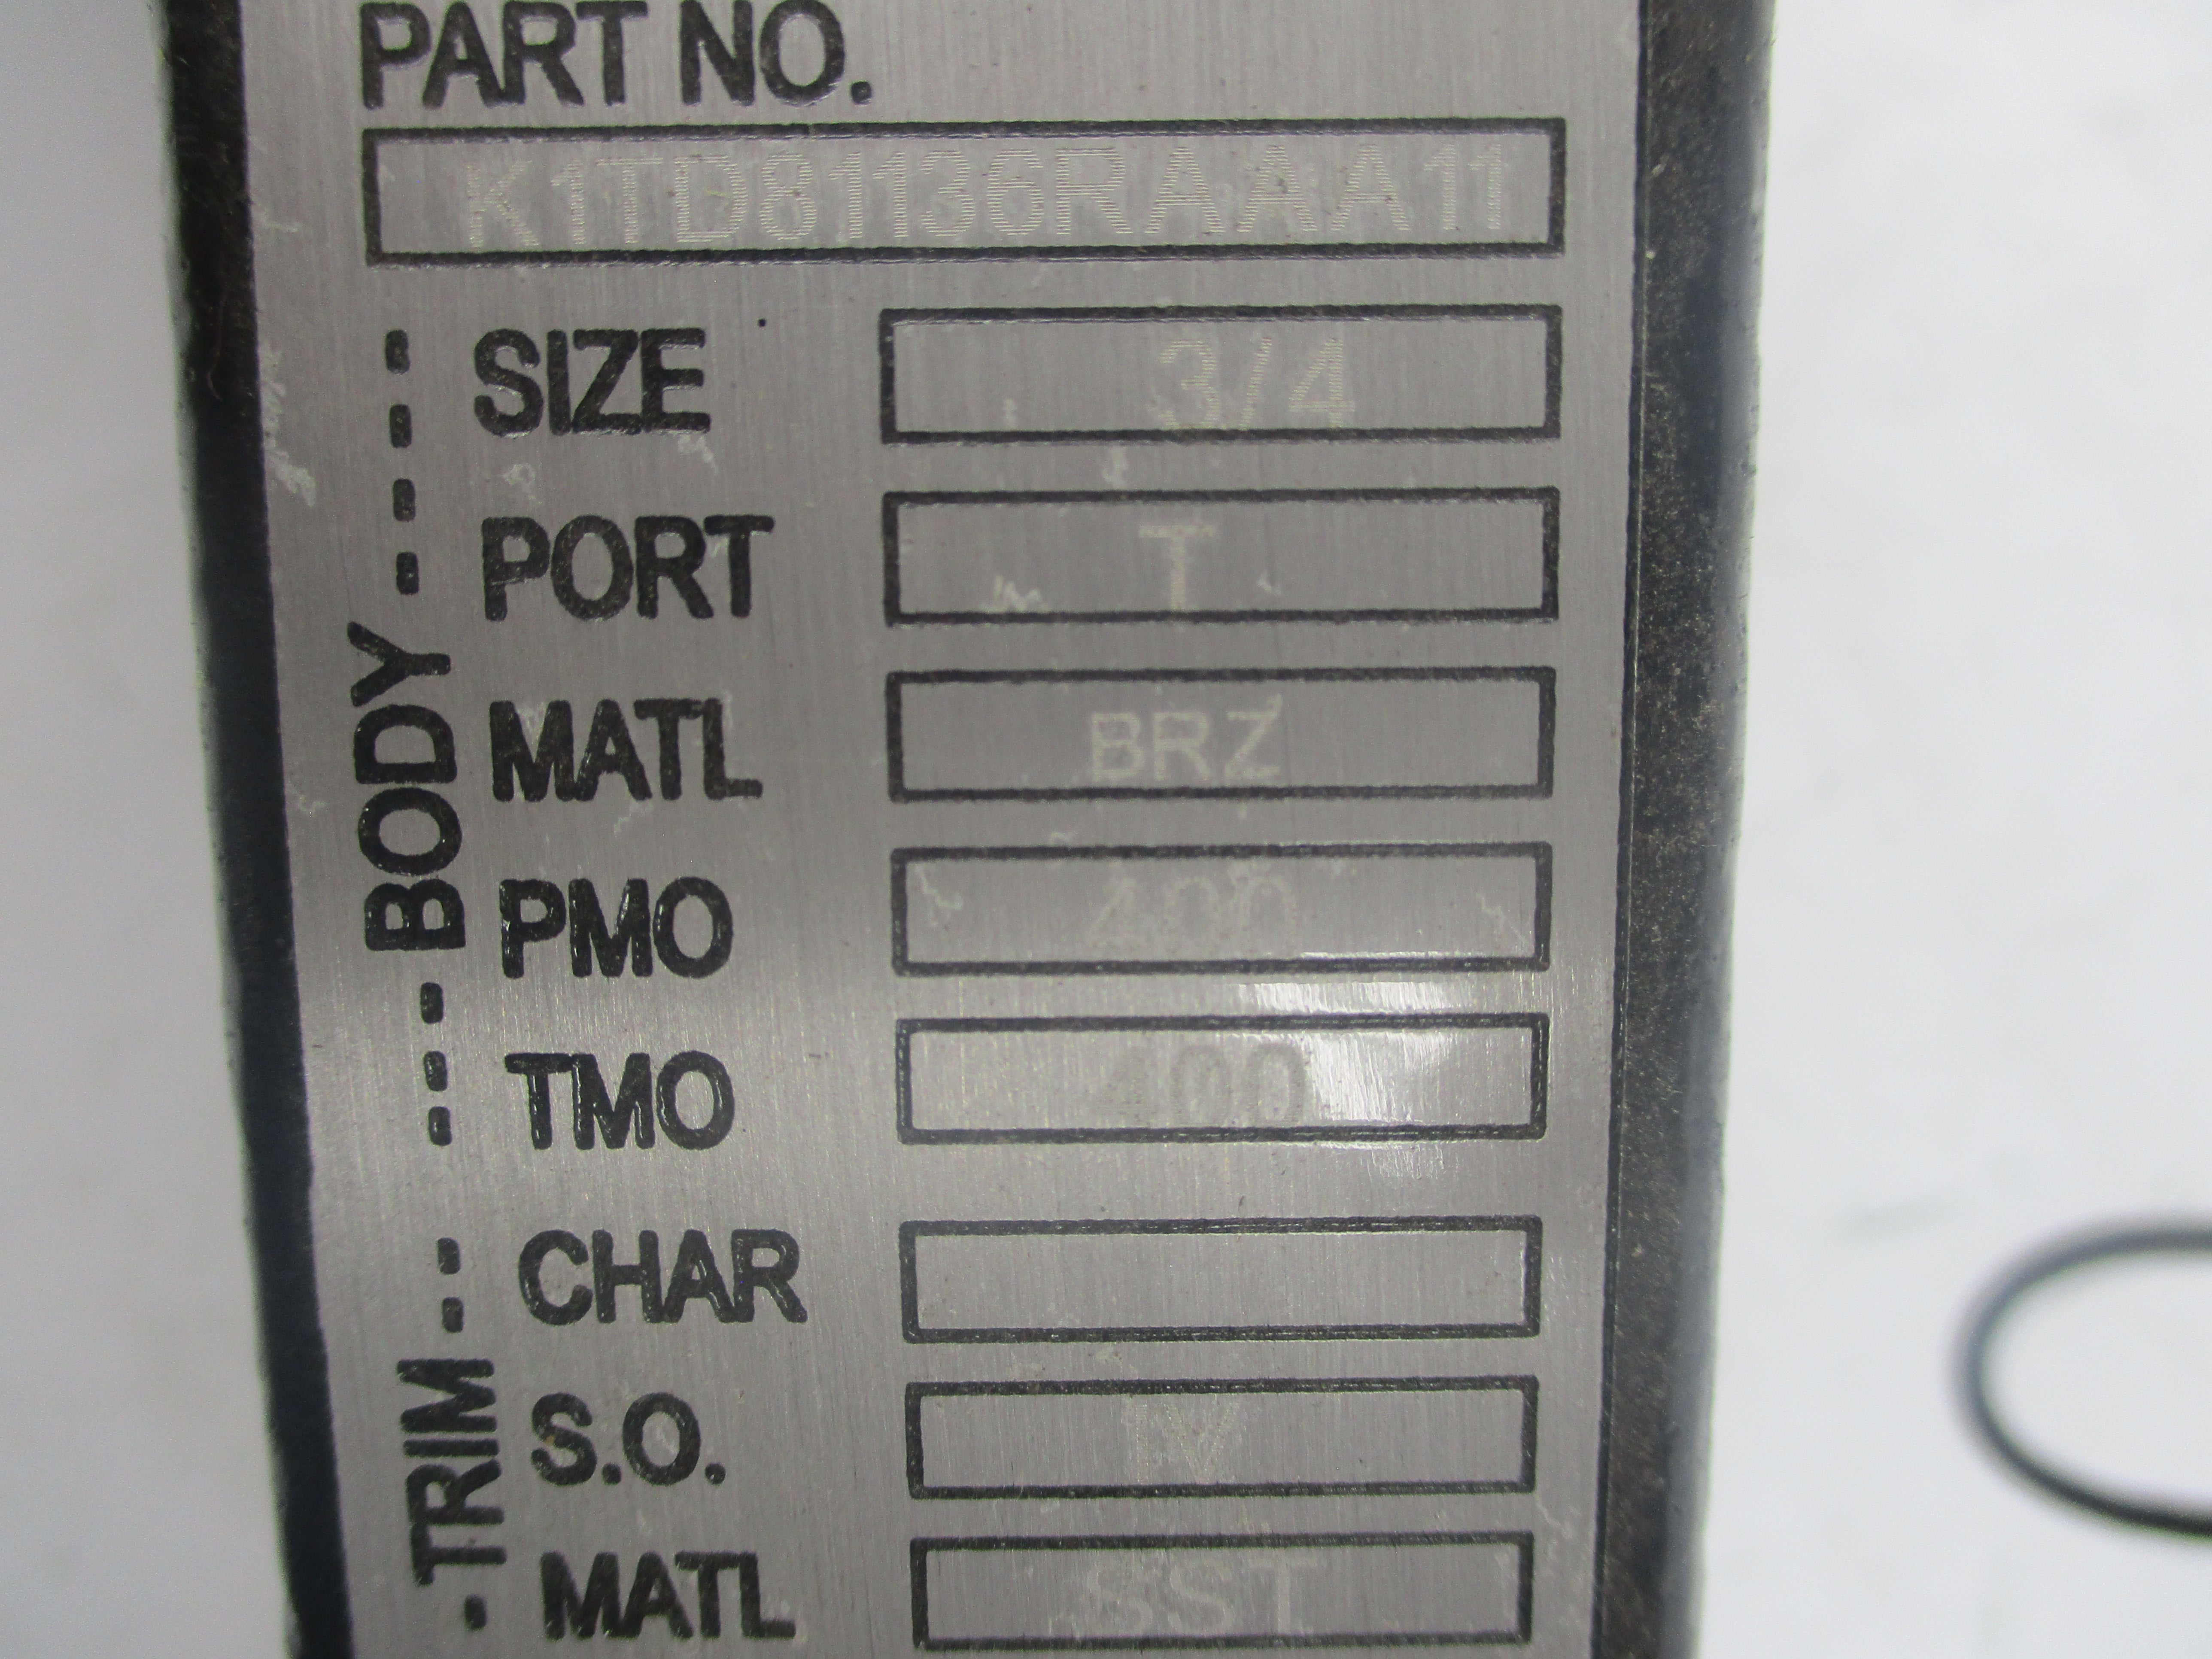 PART NO.
K1TD81136RAAA11
BODY
SIZE 3/4
PORT T
MATL BRZ
PMO 400
TMO 400
TRIM
CHAR
S.O. IV
MATL SST